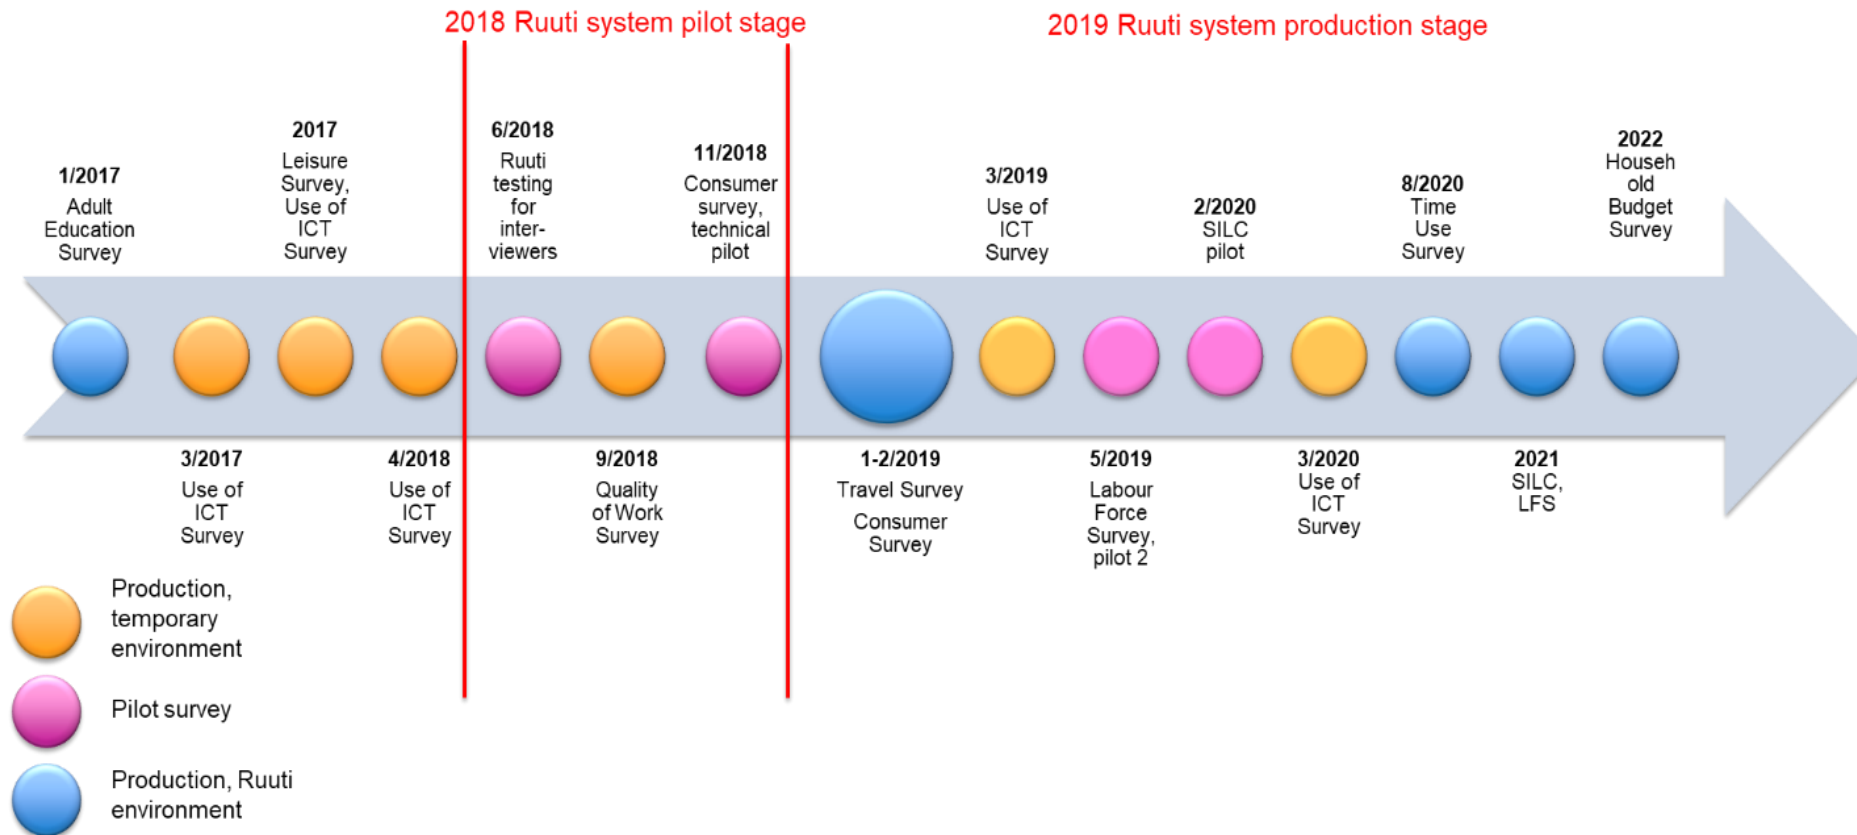 2018 Ruuti system pilot stage
2019 Ruuti system production stage
1/2017
Adult
Education
Survey
2017
Leisure
Survey,
Use of
ICT
Survey
6/2018
Ruuti
testing
for
inter-
viewers
11/2018
Consumer
survey,
technical
pilot
3/2019
Use of
ICT
Survey
2/2020
SILC
pilot
8/2020
Time
Use
Survey
2022
Househ
old
Budget
Survey
3/2017
Use of
ICT
Survey
4/2018
Use of
ICT
Survey
9/2018
Quality
of Work
Survey
1-2/2019
Travel Survey
Consumer
Survey
5/2019
Labour
Force
Survey,
pilot 2
3/2020
Use of
ICT
Survey
2021
SILC,
LFS
Production,
temporary
environment
Pilot survey
Production, Ruuti
environment